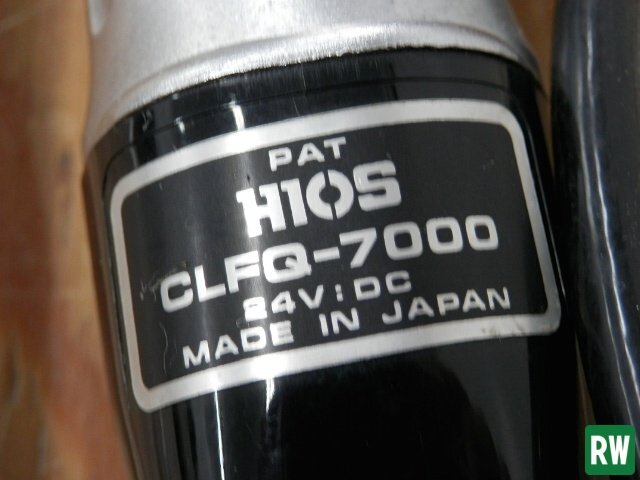 PAT
HIOS
CLFQ-7000
24V:DC
MADE IN JAPAN
RW